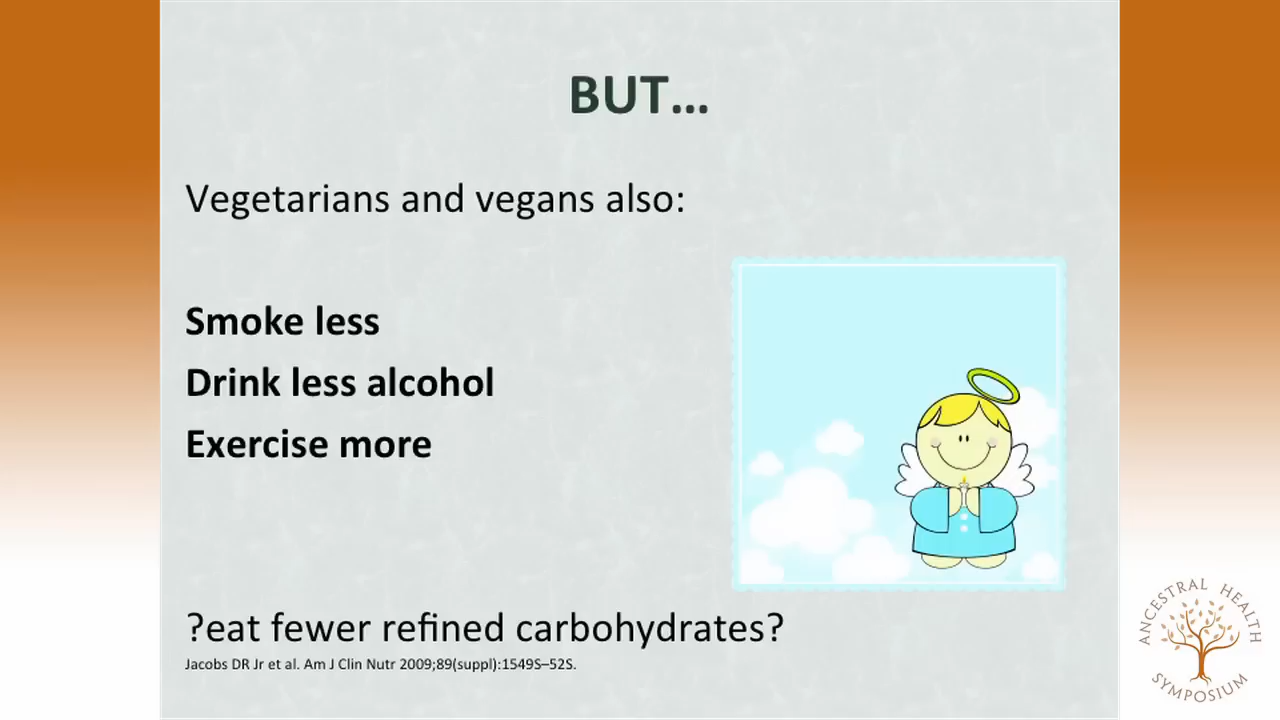 BUT...
Vegetarians and vegans also:
Smoke less
Drink less alcohol
Exercise more
?eat fewer refined carbohydrates?
Jacobs DR Jr et al. Am J Clin Nutr 2009;89(suppl):1549S–52S.
ANCESTRAL HEALTH
SYMPOSIUM